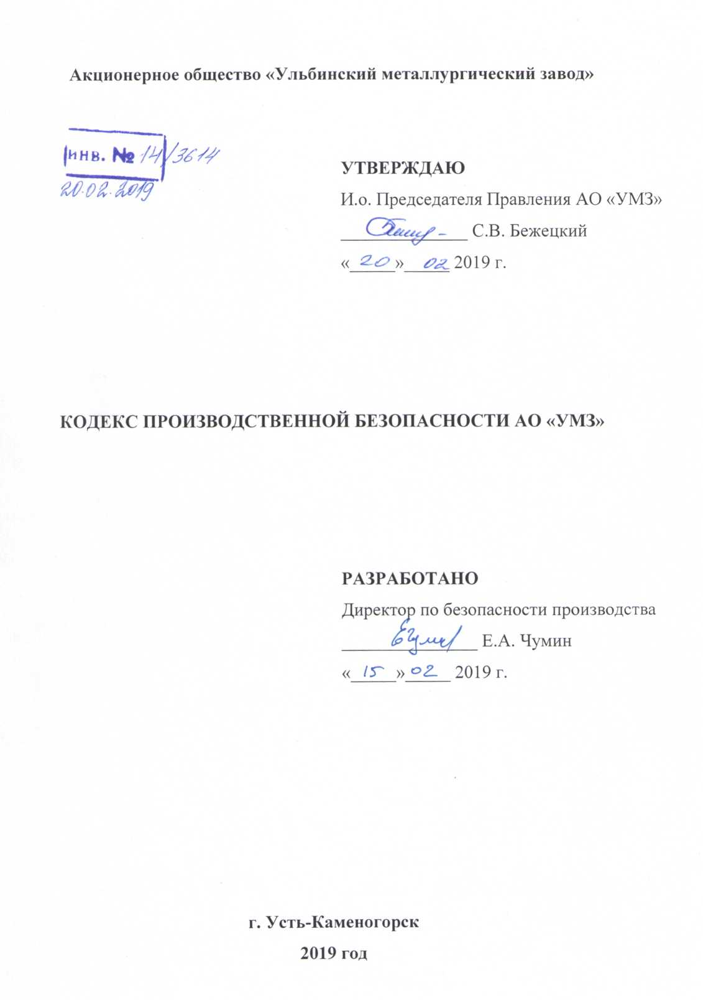 Акционерное общество «Ульбинский металлургический завод»
инв. № 14/3614
20.02.2019
УТВЕРЖДАЮ
И.о. Председателя Правления АО «УМЗ»
С.В. Бежецкий
«20» 02 2019 г.
КОДЕКС ПРОИЗВОДСТВЕННОЙ БЕЗОПАСНОСТИ АО «УМЗ»
РАЗРАБОТАНО
Директор по безопасности производства
Е.А. Чумин
«15» 02 2019 г.
г. Усть-Каменогорск
2019 год